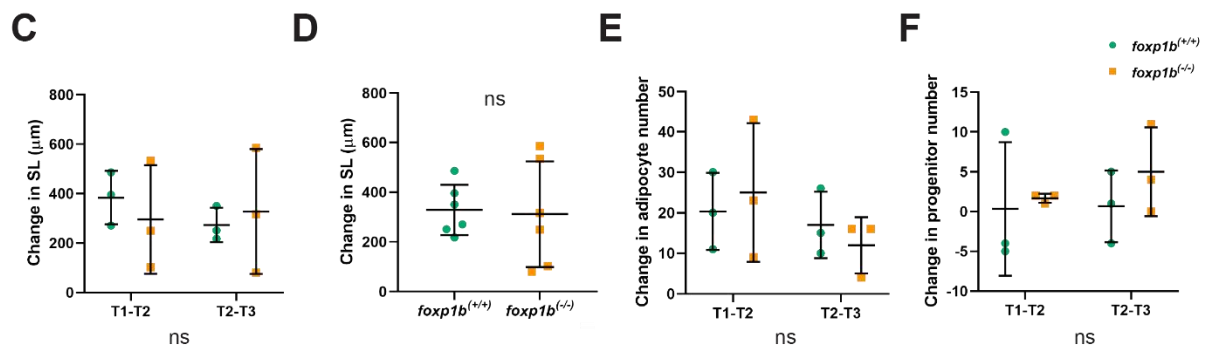 C
Change in SL (μm)
800
600
400
200
0
T1-T2
T2-T3
ns
D
ns
Change in SL (μm)
800
600
400
200
0
foxp1b(+/+)
foxp1b(-/-)
E
Change in adipocyte number
50
40
30
20
10
0
T1-T2
T2-T3
ns
F
foxp1b(+/+)
foxp1b(-/-)
Change in progenitor number
15
10
5
0
-5
-10
T1-T2
T2-T3
ns